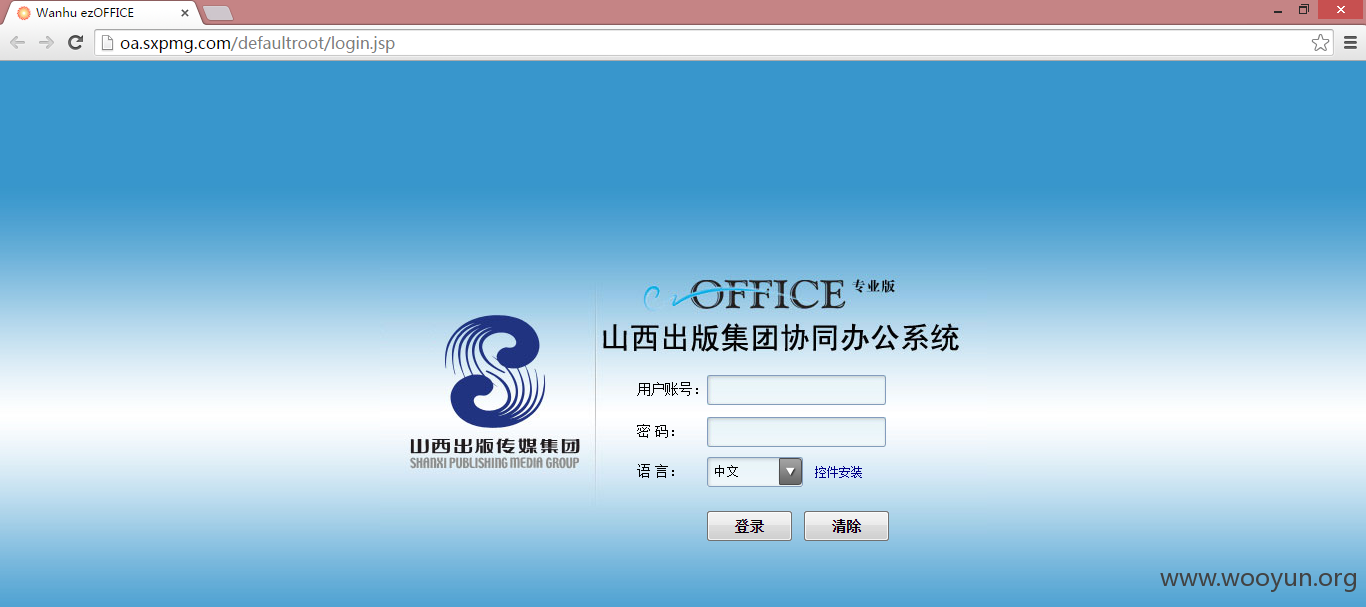 Wanhu ezOFFICE
oa.sxpmg.com/defaultroot/login.jsp
ezOFFICE 专业版
山西出版集团协同办公系统
山西出版传媒集团
SHANXI PUBLISHING MEDIA GROUP
用户账号：
密 码：
语 言： 中文 控件安装
登录 清除
www.wooyun.org